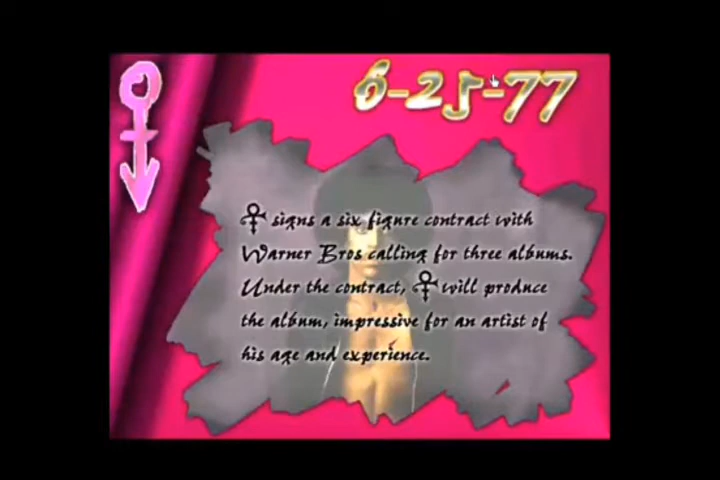 6-25-77
signs a six figure contract with
Warner Bros calling for three albums.
Under the contract, will produce
the album, impressive for an artist of
his age and experience.